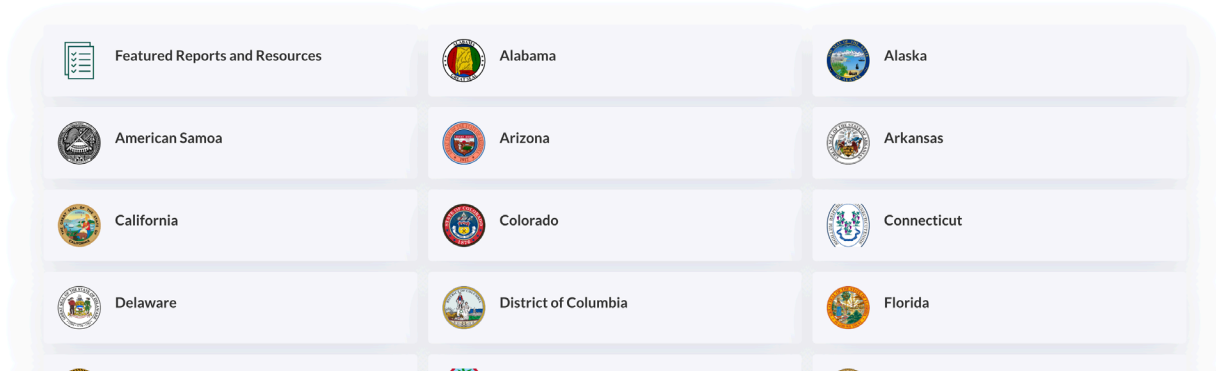 Featured Reports and Resources
Alabama
Alaska
American Samoa
Arizona
Arkansas
California
Colorado
Connecticut
Delaware
District of Columbia
Florida